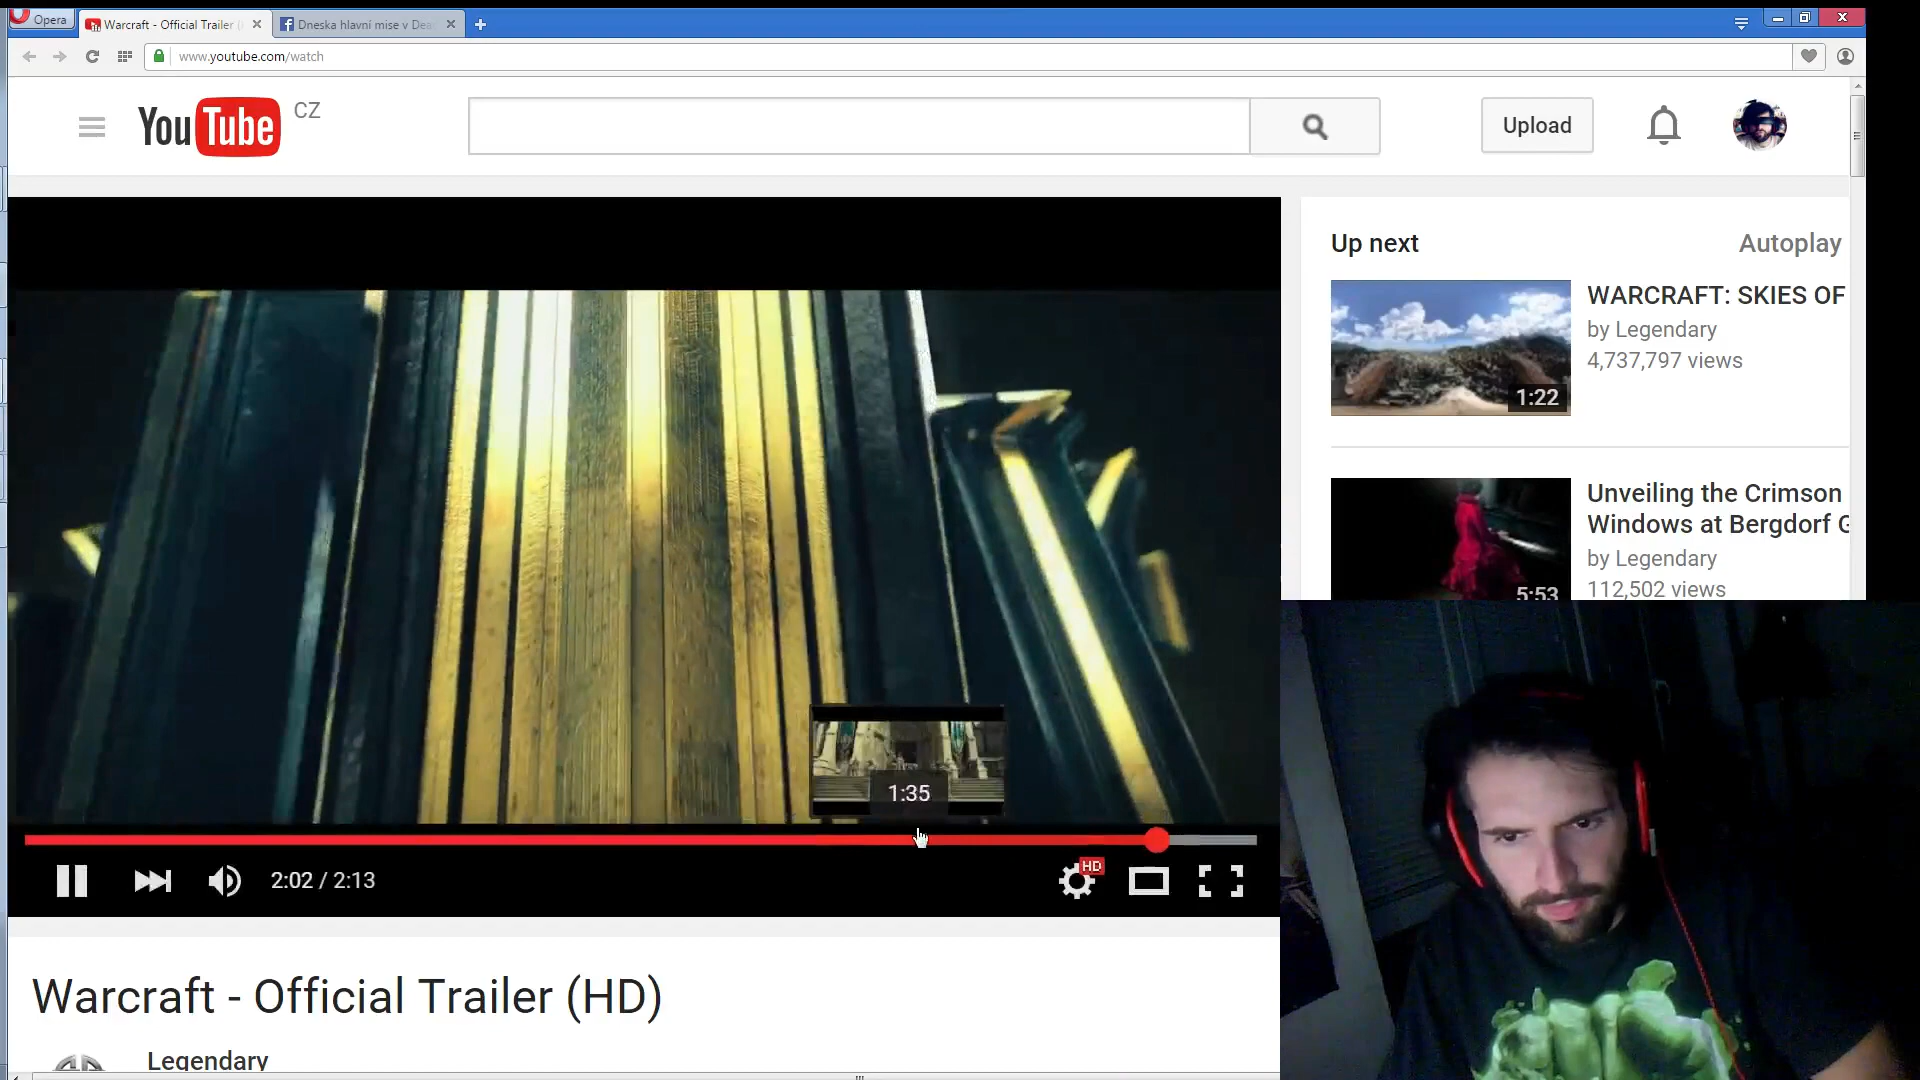 Opera
Warcraft - Official Trailer (
Dneska hlavní mise v Dea
www.youtube.com/watch
YouTube CZ
Upload
Up next
Autoplay
WARCRAFT: SKIES OF
by Legendary
4,737,797 views
1:22
Unveiling the Crimson
Windows at Bergdorf G
by Legendary
112,502 views
5:53
1:35
2:02 / 2:13
HD
Warcraft - Official Trailer (HD)
Legendary